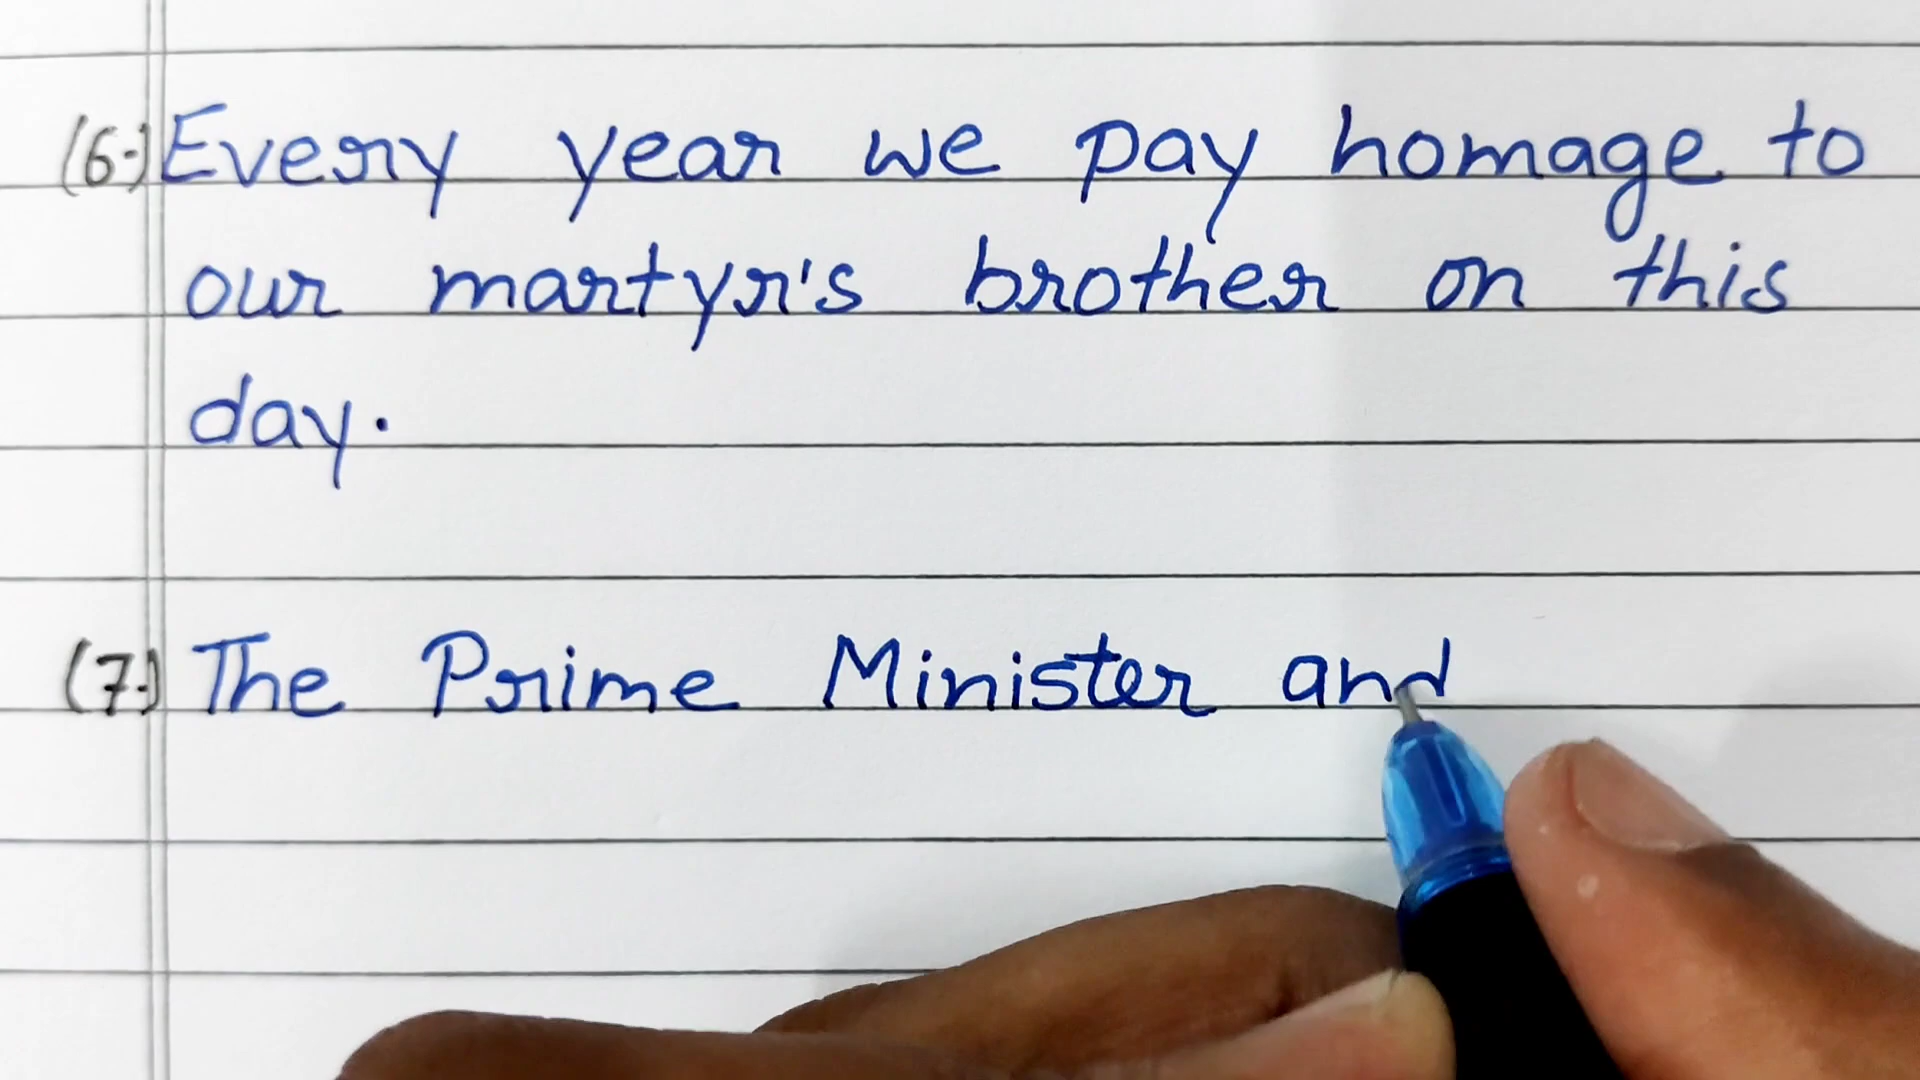 (6.) Every year we pay homage to
our martyr's brother on this
day.
(7.) The Prime Minister and